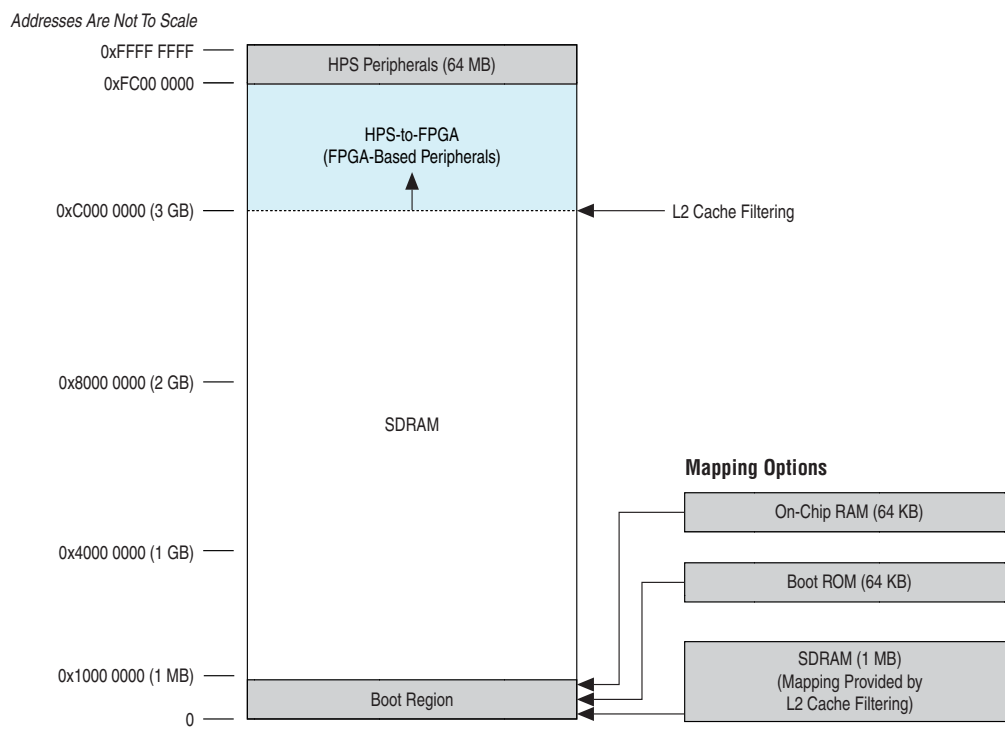 Addresses Are Not To Scale
0xFFFF FFFF
HPS Peripherals (64 MB)
0xFC00 0000
HPS-to-FPGA
(FPGA-Based Peripherals)
0xC000 0000 (3 GB)
L2 Cache Filtering
0x8000 0000 (2 GB)
SDRAM
Mapping Options
On-Chip RAM (64 KB)
0x4000 0000 (1 GB)
Boot ROM (64 KB)
SDRAM (1 MB)
(Mapping Provided by
L2 Cache Filtering)
0x1000 0000 (1 MB)
Boot Region
0